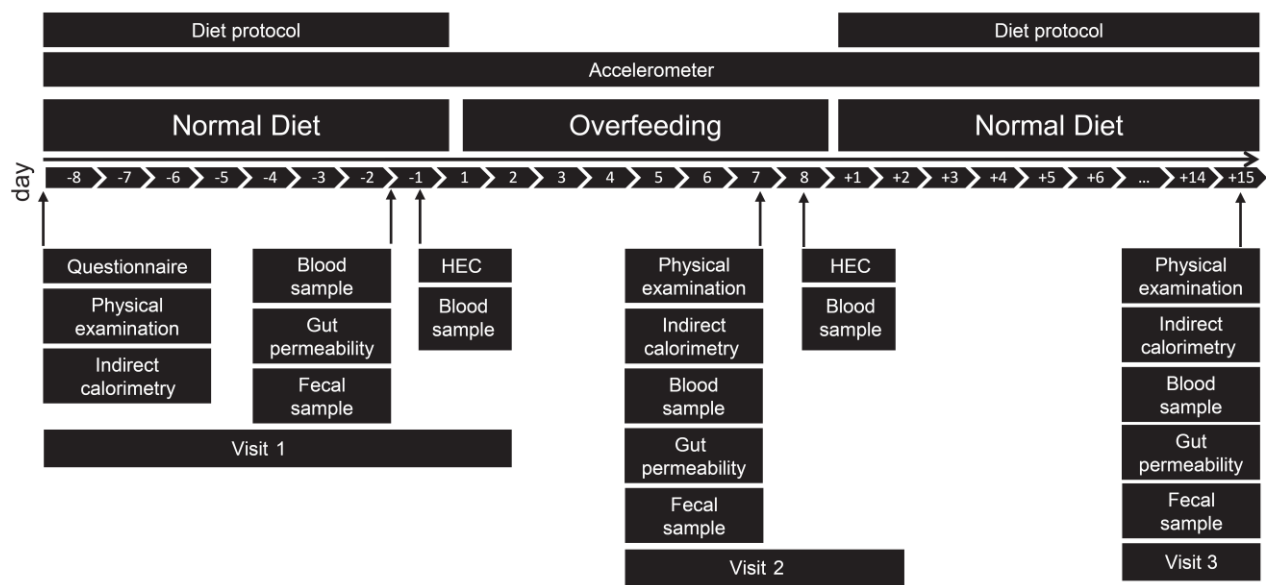 Diet protocol
Diet protocol
Accelerometer
Normal Diet
Overfeeding
Normal Diet
day
-8 -7 -6 -5 -4 -3 -2 -1 1 2 3 4 5 6 7 8 +1 +2 +3 +4 +5 +6 ... +14 +15
Questionnaire
Physical
examination
Indirect
calorimetry
Blood
sample
Gut
permeability
Fecal
sample
HEC
Blood
sample
Visit 1
Physical
examination
Indirect
calorimetry
Blood
sample
Gut
permeability
Fecal
sample
HEC
Blood
sample
Visit 2
Physical
examination
Indirect
calorimetry
Blood
sample
Gut
permeability
Fecal
sample
Visit 3